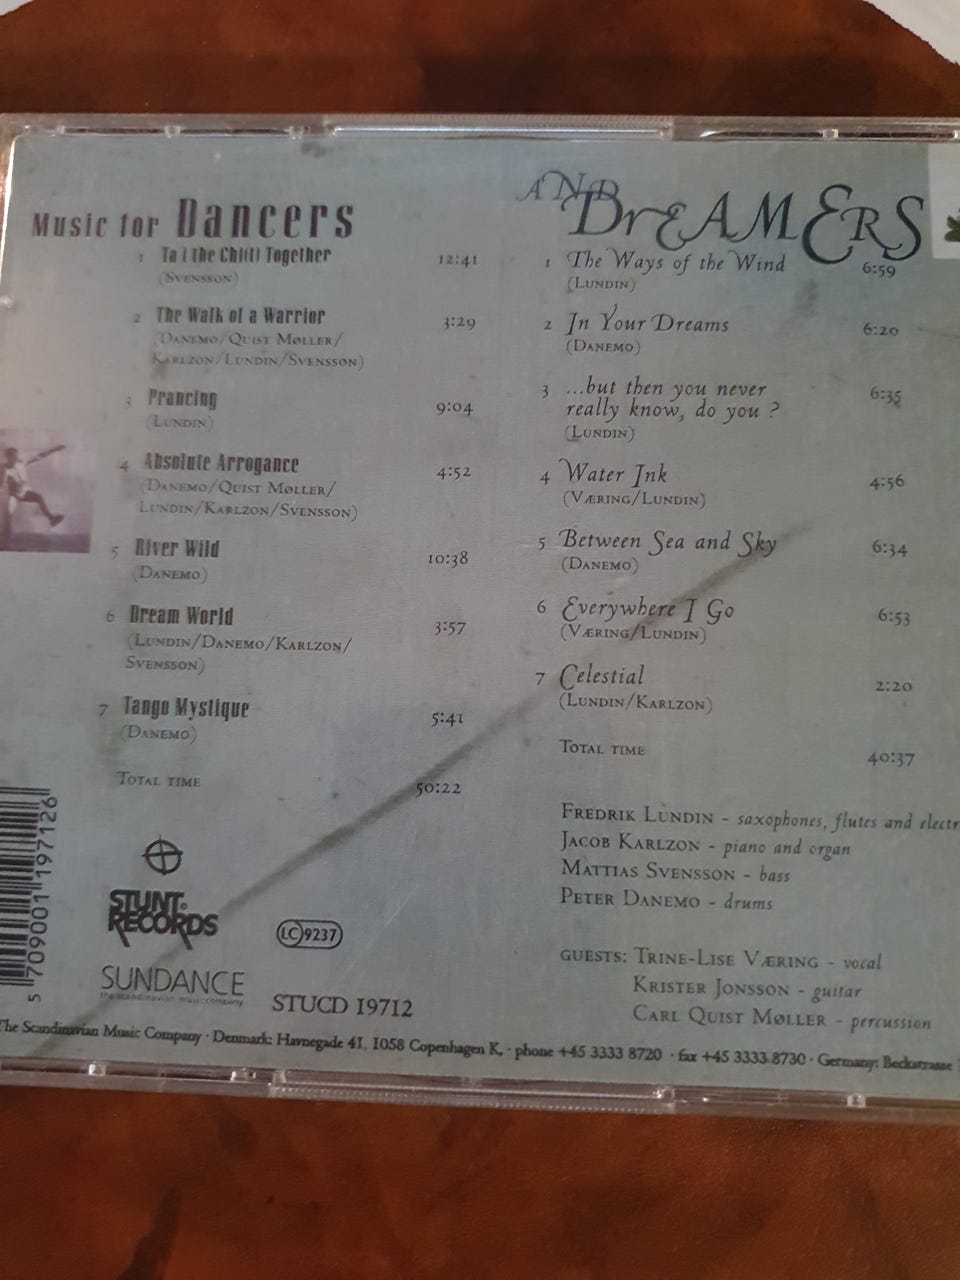 Music for Dancers
1 Ta the Chitti Together 12:41
(Svensson)
2 The Walk of a Warrior 3:29
(Danemo/Quist Møller/
Karlzon/Lundin/Svensson)
3 Prancing 9:04
(Lundin)
4 Absolute Arrogance 4:52
(Danemo/Quist Møller/
Lundin/Karlzon/Svensson)
5 River Wild 10:38
(Danemo)
6 Dream World 3:57
(Lundin/Danemo/Karlzon/
Svensson)
7 Tango Mystique 5:41
(Danemo)
Total time 50:22
AND
DrEAMERS
1 The Ways of the Wind 6:59
(Lundin)
2 In Your Dreams 6:20
(Danemo)
3 ...but then you never 6:35
really know, do you ?
(Lundin)
4 Water Ink 4:56
(Væring/Lundin)
5 Between Sea and Sky 6:34
(Danemo)
6 Everywhere I Go 6:53
(Væring/Lundin)
7 Celestial 2:20
(Lundin/Karlzon)
Total time 40:37
Fredrik Lundin - saxophones, flutes and electr
Jacob Karlzon - piano and organ
Mattias Svensson - bass
Peter Danemo - drums
guests: Trine-Lise Væring - vocal
Krister Jonsson - guitar
Carl Quist Møller - percussion
5 709001 197126
STUNT® RECORDS
LC 9237
SUNDANCE
the scandinavian music company
STUCD 19712
The Scandinavian Music Company · Denmark: Havnegade 41, 1058 Copenhagen K, · phone +45 3333 8720 · fax +45 3333 8730 · Germany: Beckstrasse